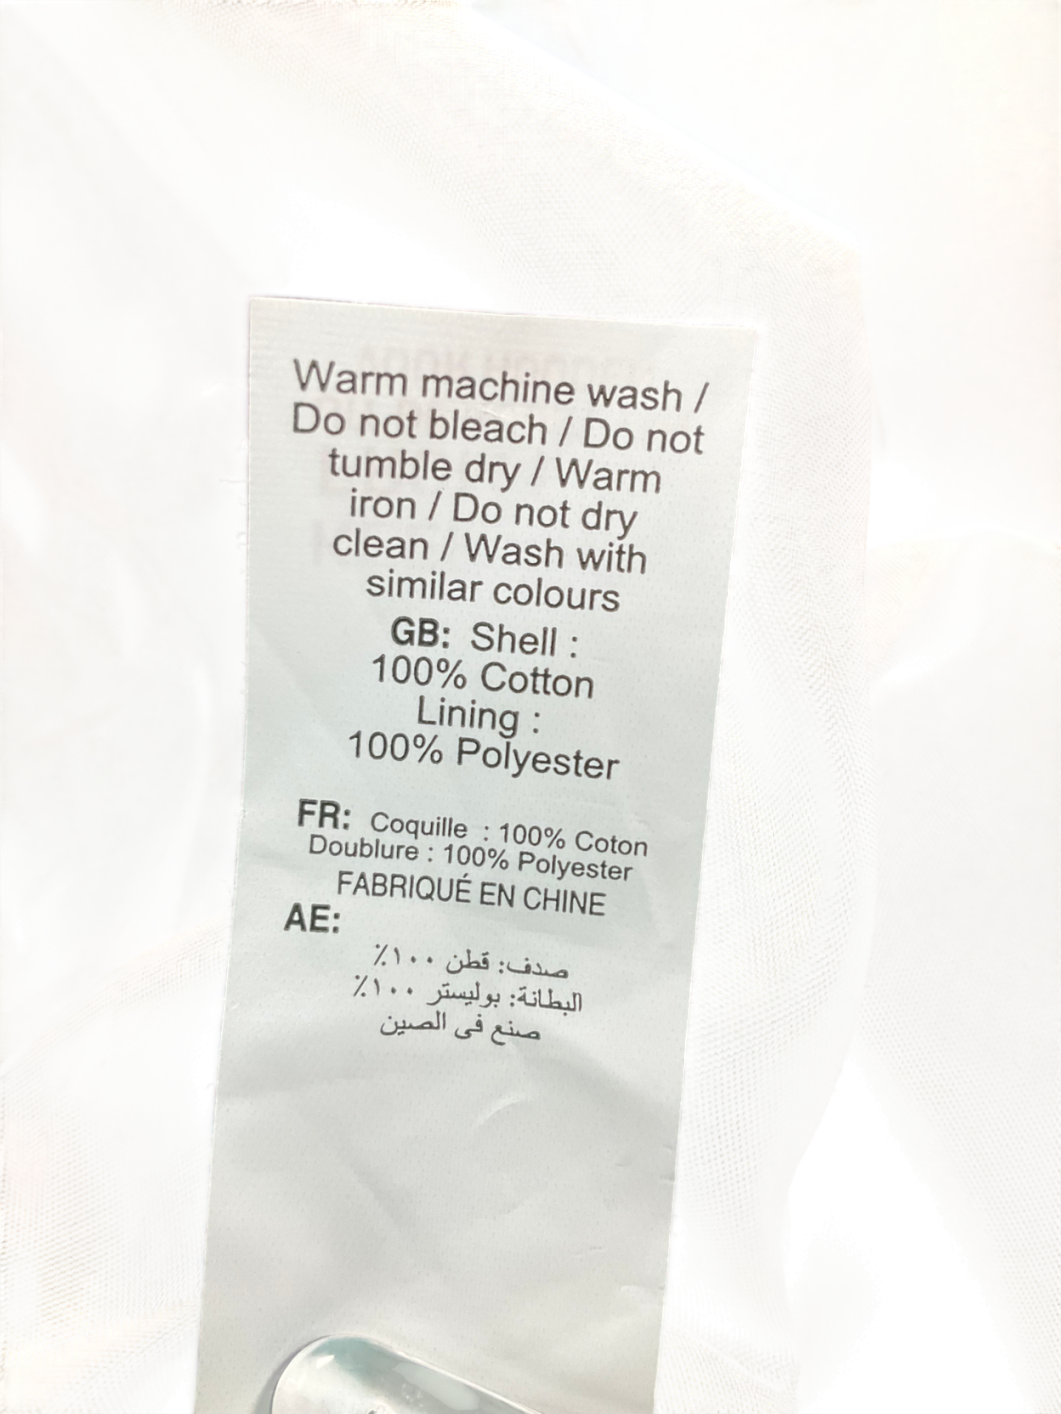 Warm machine wash /
Do not bleach / Do not
tumble dry / Warm
iron / Do not dry
clean / Wash with
similar colours
GB: Shell :
100% Cotton
Lining :
100% Polyester
FR: Coquille : 100% Coton
Doublure : 100% Polyester
FABRIQUÉ EN CHINE
AE:
صدف: قطن ١٠٠٪
البطانة: بوليستر ١٠٠٪
صنع فى الصين